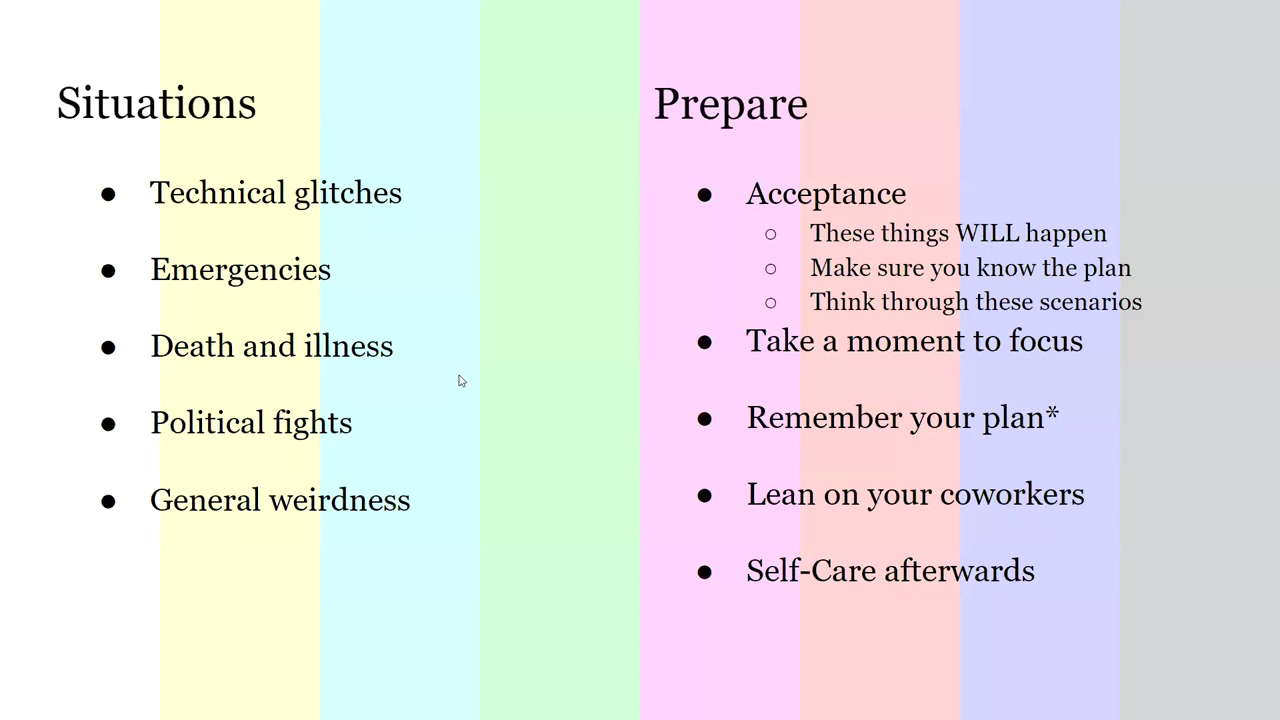 Situations
● Technical glitches
● Emergencies
● Death and illness
● Political fights
● General weirdness
Prepare
● Acceptance
○ These things WILL happen
○ Make sure you know the plan
○ Think through these scenarios
● Take a moment to focus
● Remember your plan*
● Lean on your coworkers
● Self-Care afterwards